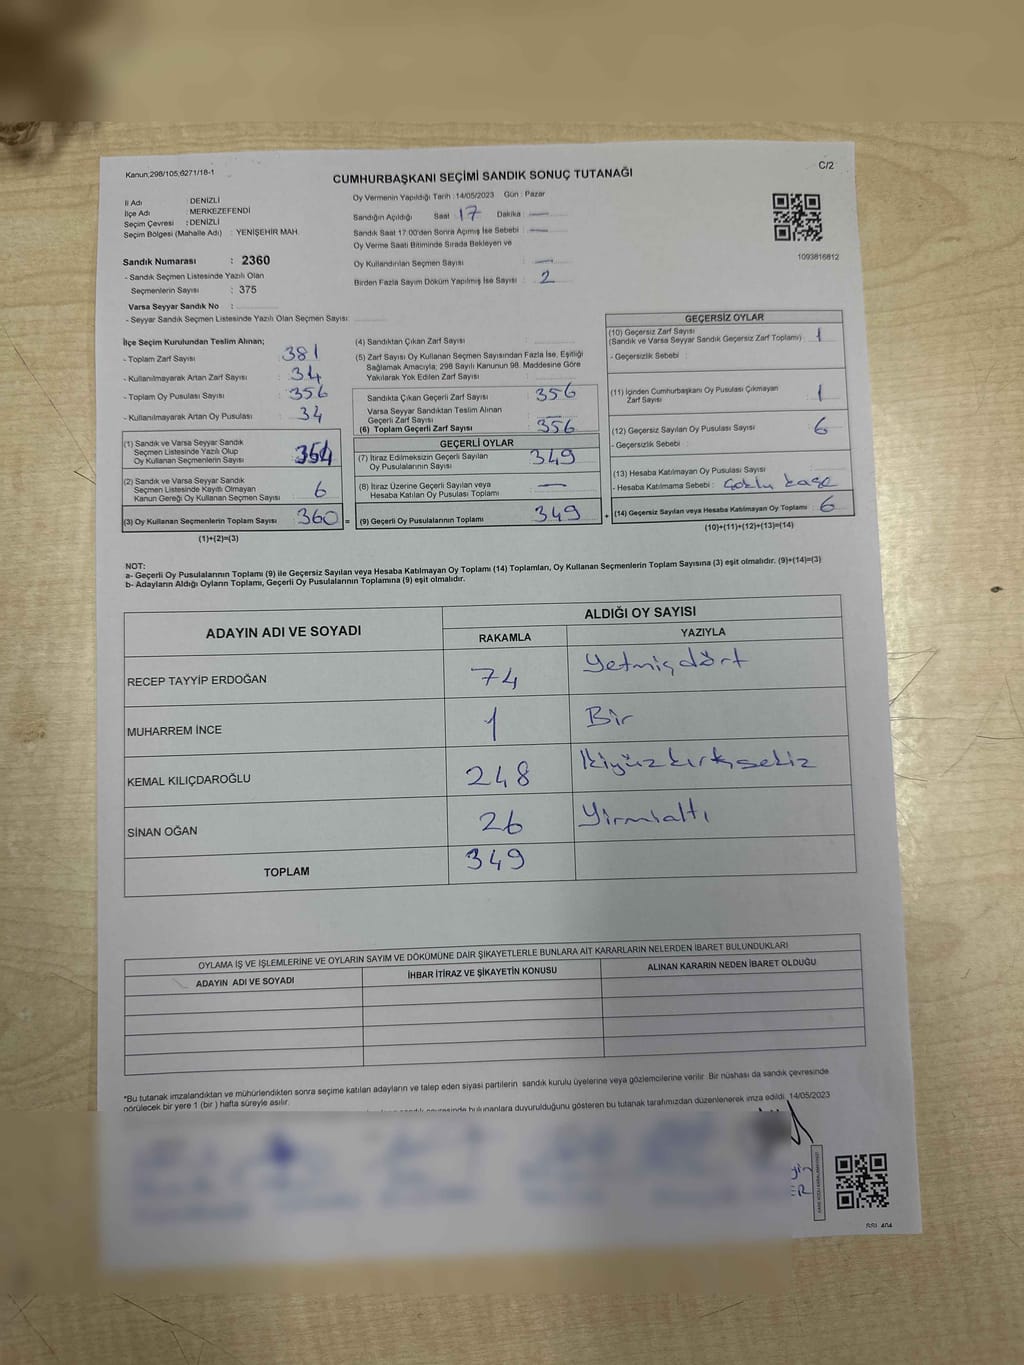 Kanun;298/105,6271/18-1
CUMHURBAŞKANI SEÇİMİ SANDIK SONUÇ TUTANAĞI
C/2
İl Adı : DENİZLİ
İlçe Adı : MERKEZEFENDİ
Seçim Çevresi : DENİZLİ
Seçim Bölgesi (Mahalle Adı) : YENİŞEHİR MAH.
Sandık Numarası : 2360
- Sandık Seçmen Listesinde Yazılı Olan
Seçmenlerin Sayısı : 375
Varsa Seyyar Sandık No :
- Seyyar Sandık Seçmen Listesinde Yazılı Olan Seçmen Sayısı:
Oy Vermenin Yapıldığı Tarih : 14/05/2023 Gün : Pazar
Sandığın Açıldığı Saat : 17 Dakika : —
Sandık Saat 17:00'den Sonra Açmış İse Sebebi : —
Oy Verme Saati Bitiminde Sırada Bekleyen ve
Oy Kullandırılan Seçmen Sayısı : —
Birden Fazla Sayım Döküm Yapılmış İse Sayısı : 2
1093816812
İlçe Seçim Kurulundan Teslim Alınan;
- Toplam Zarf Sayısı : 381
- Kullanılmayarak Artan Zarf Sayısı : 34
- Toplam Oy Pusulası Sayısı : 356
- Kullanılmayarak Artan Oy Pusulası : 34
(1) Sandık ve Varsa Seyyar Sandık
Seçmen Listesinde Yazılı Olup
Oy Kullanan Seçmenlerin Sayısı : 354
(2) Sandık ve Varsa Seyyar Sandık
Seçmen Listesinde Kayıtlı Olmayan
Kanun Gereği Oy Kullanan Seçmen Sayısı : 6
(3) Oy Kullanan Seçmenlerin Toplam Sayısı : 360 =
(1)+(2)=(3)
(4) Sandıktan Çıkan Zarf Sayısı :
(5) Zarf Sayısı Oy Kullanan Seçmen Sayısından Fazla İse, Eşitliği
Sağlamak Amacıyla; 298 Sayılı Kanunun 98. Maddesine Göre
Yakılarak Yok Edilen Zarf Sayısı :
Sandıkta Çıkan Geçerli Zarf Sayısı : 356
Varsa Seyyar Sandıktan Teslim Alınan
Geçerli Zarf Sayısı :
(6) Toplam Geçerli Zarf Sayısı : 356
GEÇERLİ OYLAR
(7) İtiraz Edilmeksizin Geçerli Sayılan
Oy Pusulalarının Sayısı : 349
(8) İtiraz Üzerine Geçerli Sayılan veya
Hesaba Katılan Oy Pusulası Toplamı : —
(9) Geçerli Oy Pusulalarının Toplamı : 349 +
GEÇERSİZ OYLAR
(10) Geçersiz Zarf Sayısı
(Sandık ve Varsa Seyyar Sandık Geçersiz Zarf Toplamı) : 1
- Geçersizlik Sebebi :
(11) İçinden Cumhurbaşkanı Oy Pusulası Çıkmayan
Zarf Sayısı : 1
(12) Geçersiz Sayılan Oy Pusulası Sayısı : 6
- Geçersizlik Sebebi :
(13) Hesaba Katılmayan Oy Pusulası Sayısı :
- Hesaba Katılmama Sebebi :
(14) Geçersiz Sayılan veya Hesaba Katılmayan Oy Toplamı : 6
(10)+(11)+(12)+(13)=(14)
NOT:
a- Geçerli Oy Pusulalarının Toplamı (9) ile Geçersiz Sayılan veya Hesaba Katılmayan Oy Toplamı (14) Toplamları, Oy Kullanan Seçmenlerin Toplam Sayısına (3) eşit olmalıdır. (9)+(14)=(3)
b- Adayların Aldığı Oyların Toplamı, Geçerli Oy Pusulalarının Toplamına (9) eşit olmalıdır.
ADAYIN ADI VE SOYADI ALDIĞI OY SAYISI
RAKAMLA YAZIYLA
RECEP TAYYİP ERDOĞAN 74 Yetmişdört
MUHARREM İNCE 1 Bir
KEMAL KILIÇDAROĞLU 248 İkiyüzkırksekiz
SİNAN OĞAN 26 Yirmialtı
TOPLAM 349
OYLAMA İŞ VE İŞLEMLERİNE VE OYLARIN SAYIM VE DÖKÜMÜNE DAİR ŞİKAYETLERLE BUNLARA AİT KARARLARIN NELERDEN İBARET BULUNDUKLARI
ADAYIN ADI VE SOYADI İHBAR İTİRAZ VE ŞİKAYETİN KONUSU ALINAN KARARIN NEDEN İBARET OLDUĞU
*Bu tutanak imzalandıktan ve mühürlendikten sonra seçime katılan adayların ve talep eden siyasi partilerin sandık kurulu üyelerine veya gözlemcilerine verilir. Bir nüshası da sandık çevresinde
görülecek bir yere 1 (bir) hafta süreyle asılır.
bulunanlara duyurulduğunu gösteren bu tutanak tarafımızdan düzenlenerek imza edildi. 14/05/2023